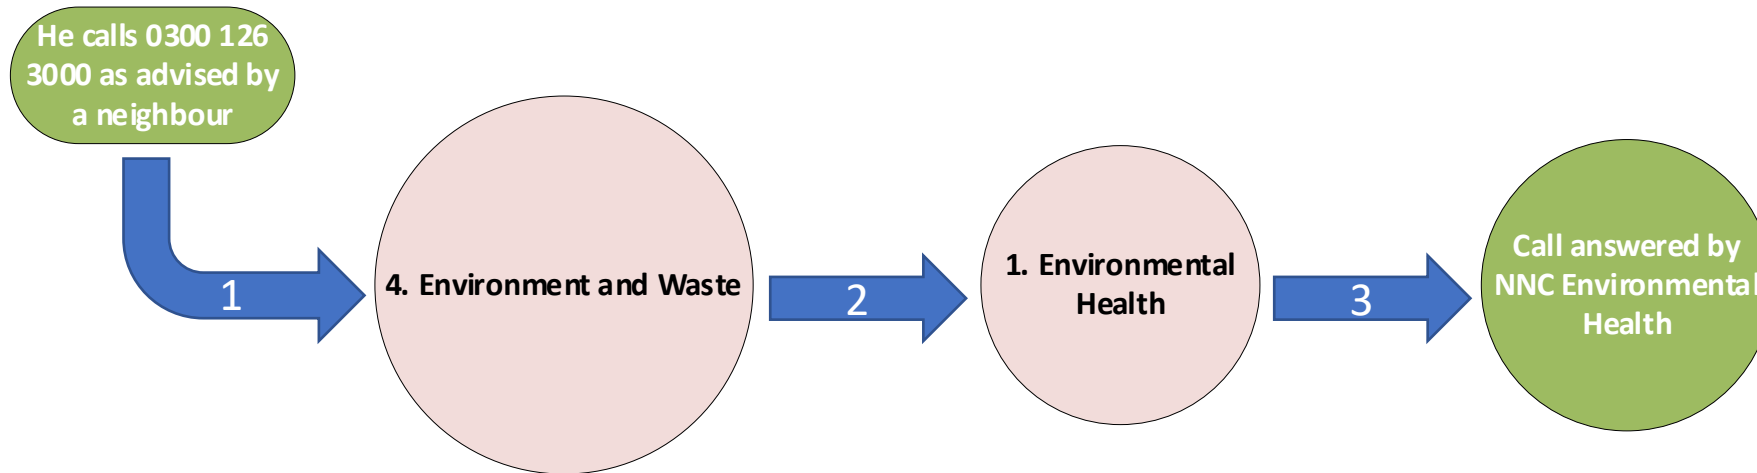 He calls 0300 126
3000 as advised by
a neighbour
1
4. Environment and Waste
2
1. Environmental
Health
3
Call answered by
NNC Environmental
Health